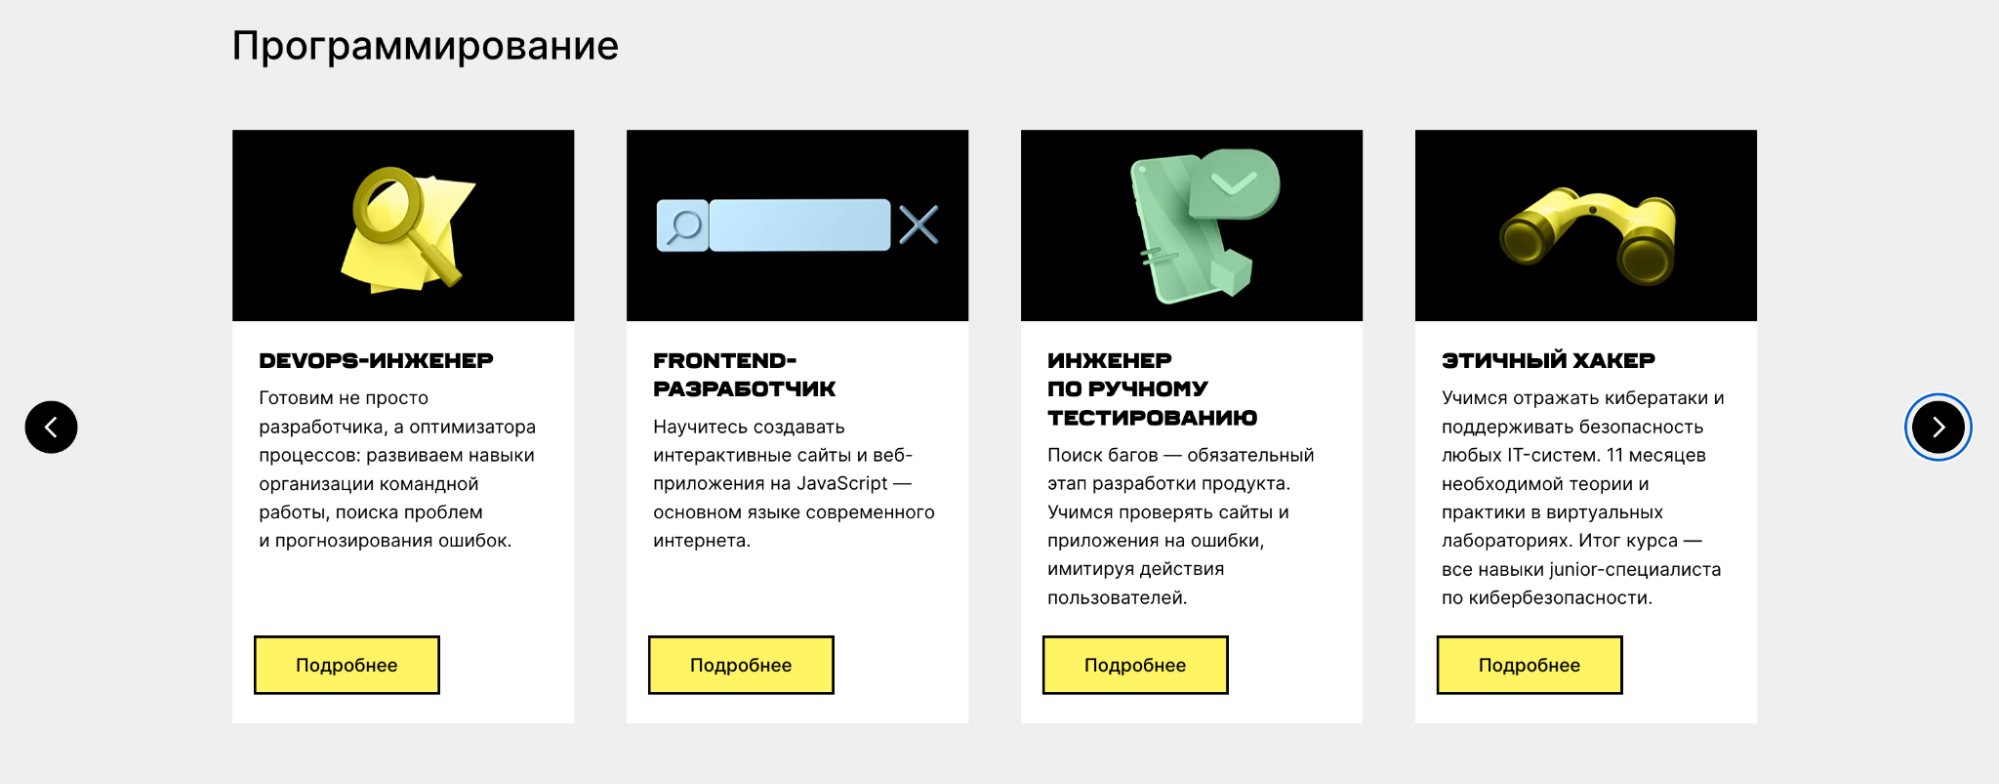 Программирование
DEVOPS-ИНЖЕНЕР
Готовим не просто
разработчика, а оптимизатора
процессов: развиваем навыки
организации командной
работы, поиска проблем
и прогнозирования ошибок.
Подробнее
FRONTEND-
РАЗРАБОТЧИК
Научитесь создавать
интерактивные сайты и веб-
приложения на JavaScript —
основном языке современного
интернета.
Подробнее
ИНЖЕНЕР
ПО РУЧНОМУ
ТЕСТИРОВАНИЮ
Поиск багов — обязательный
этап разработки продукта.
Учимся проверять сайты и
приложения на ошибки,
имитируя действия
пользователей.
Подробнее
ЭТИЧНЫЙ ХАКЕР
Учимся отражать кибератаки и
поддерживать безопасность
любых IT-систем. 11 месяцев
необходимой теории и
практики в виртуальных
лабораториях. Итог курса —
все навыки junior-специалиста
по кибербезопасности.
Подробнее